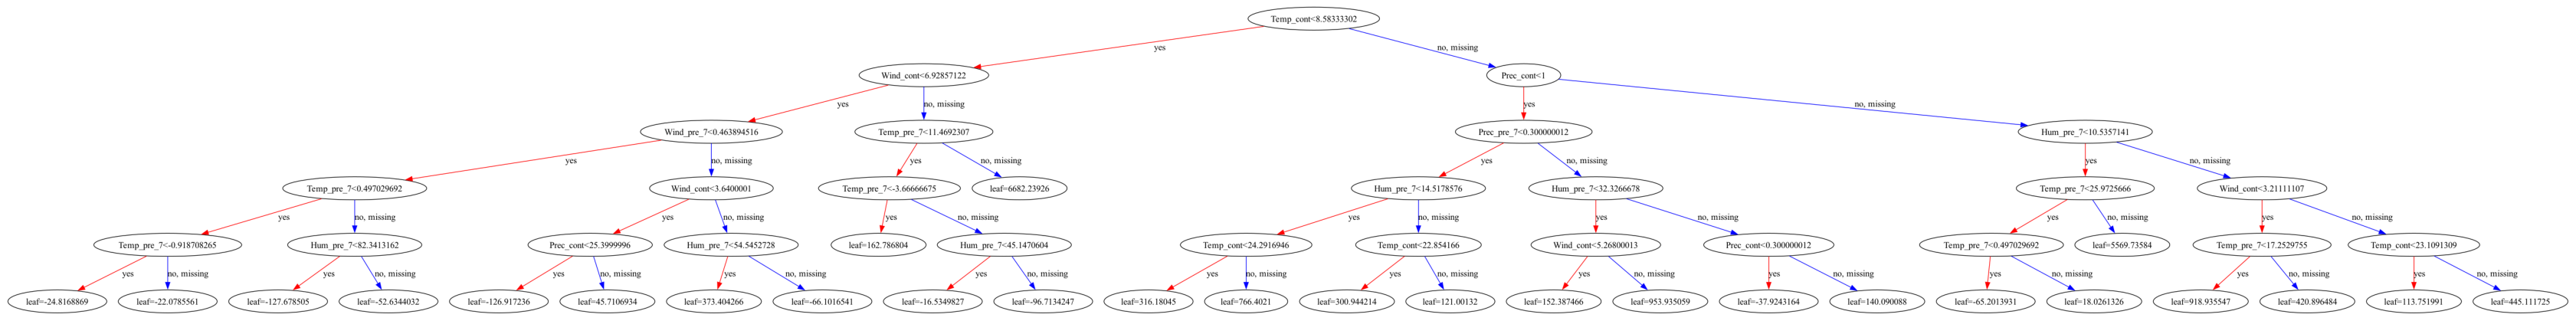 Temp_cont<8.58333302
yes
no, missing
Wind_cont<6.92857122
Prec_cont<1
yes
no, missing
yes
no, missing
Wind_pre_7<0.463894516
Temp_pre_7<11.4692307
Prec_pre_7<0.300000012
Hum_pre_7<10.5357141
yes
no, missing
yes
no, missing
yes
no, missing
yes
no, missing
Temp_pre_7<0.497029692
Wind_cont<3.6400001
Temp_pre_7<-3.66666675
leaf=6682.23926
Hum_pre_7<14.5178576
Hum_pre_7<32.3266678
Temp_pre_7<25.9725666
Wind_cont<3.21111107
yes
no, missing
yes
no, missing
yes
no, missing
yes
no, missing
yes
no, missing
yes
no, missing
yes
no, missing
Temp_pre_7<-0.918708265
Hum_pre_7<82.3413162
Prec_cont<25.3999996
Hum_pre_7<54.5452728
leaf=162.786804
Hum_pre_7<45.1470604
Temp_cont<24.2916946
Temp_cont<22.854166
Wind_cont<5.26800013
Prec_cont<0.300000012
Temp_pre_7<0.497029692
leaf=5569.73584
Temp_pre_7<17.2529755
Temp_cont<23.1091309
yes
no, missing
yes
no, missing
yes
no, missing
yes
no, missing
yes
no, missing
yes
no, missing
yes
no, missing
yes
no, missing
yes
no, missing
yes
no, missing
yes
no, missing
yes
no, missing
leaf=-24.8168869
leaf=-22.0785561
leaf=-127.678505
leaf=-52.6344032
leaf=-126.917236
leaf=45.7106934
leaf=373.404266
leaf=-66.1016541
leaf=-16.5349827
leaf=-96.7134247
leaf=316.18045
leaf=766.4021
leaf=300.944214
leaf=121.00132
leaf=152.387466
leaf=953.935059
leaf=-37.9243164
leaf=140.090088
leaf=-65.2013931
leaf=18.0261326
leaf=918.935547
leaf=420.896484
leaf=113.751991
leaf=445.111725